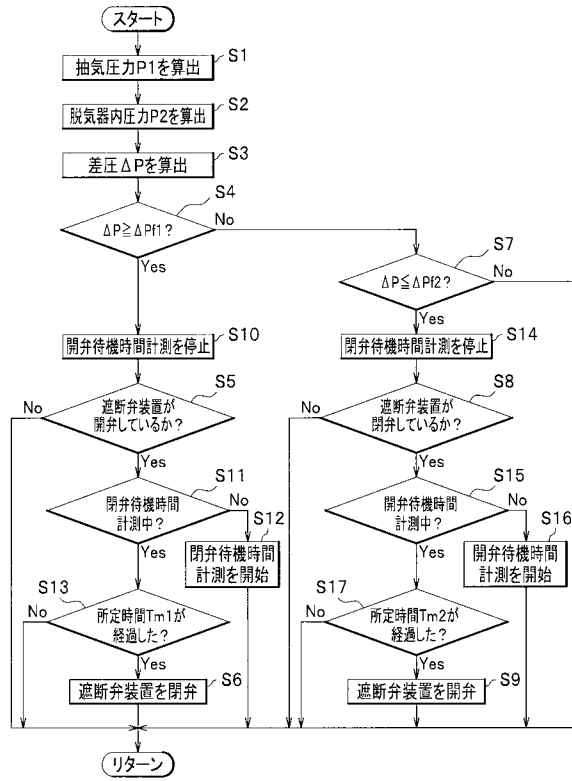 スタート
S1
抽気圧力P1を算出
S2
脱気器内圧力P2を算出
S3
差圧ΔPを算出
S4
ΔP≧ΔPf1?
No
Yes
S7
ΔP≦ΔPf2?
No
Yes
S10
開弁待機時間計測を停止
S14
閉弁待機時間計測を停止
S5
遮断弁装置が
開弁しているか?
No
Yes
S8
遮断弁装置が
閉弁しているか?
No
Yes
S11
閉弁待機時間
計測中?
No
Yes
S12
閉弁待機時間
計測を開始
S15
開弁待機時間
計測中?
No
Yes
S16
開弁待機時間
計測を開始
S13
所定時間Tm1が
経過した?
No
Yes
S17
所定時間Tm2が
経過した?
No
Yes
S6
遮断弁装置を閉弁
S9
遮断弁装置を開弁
リターン